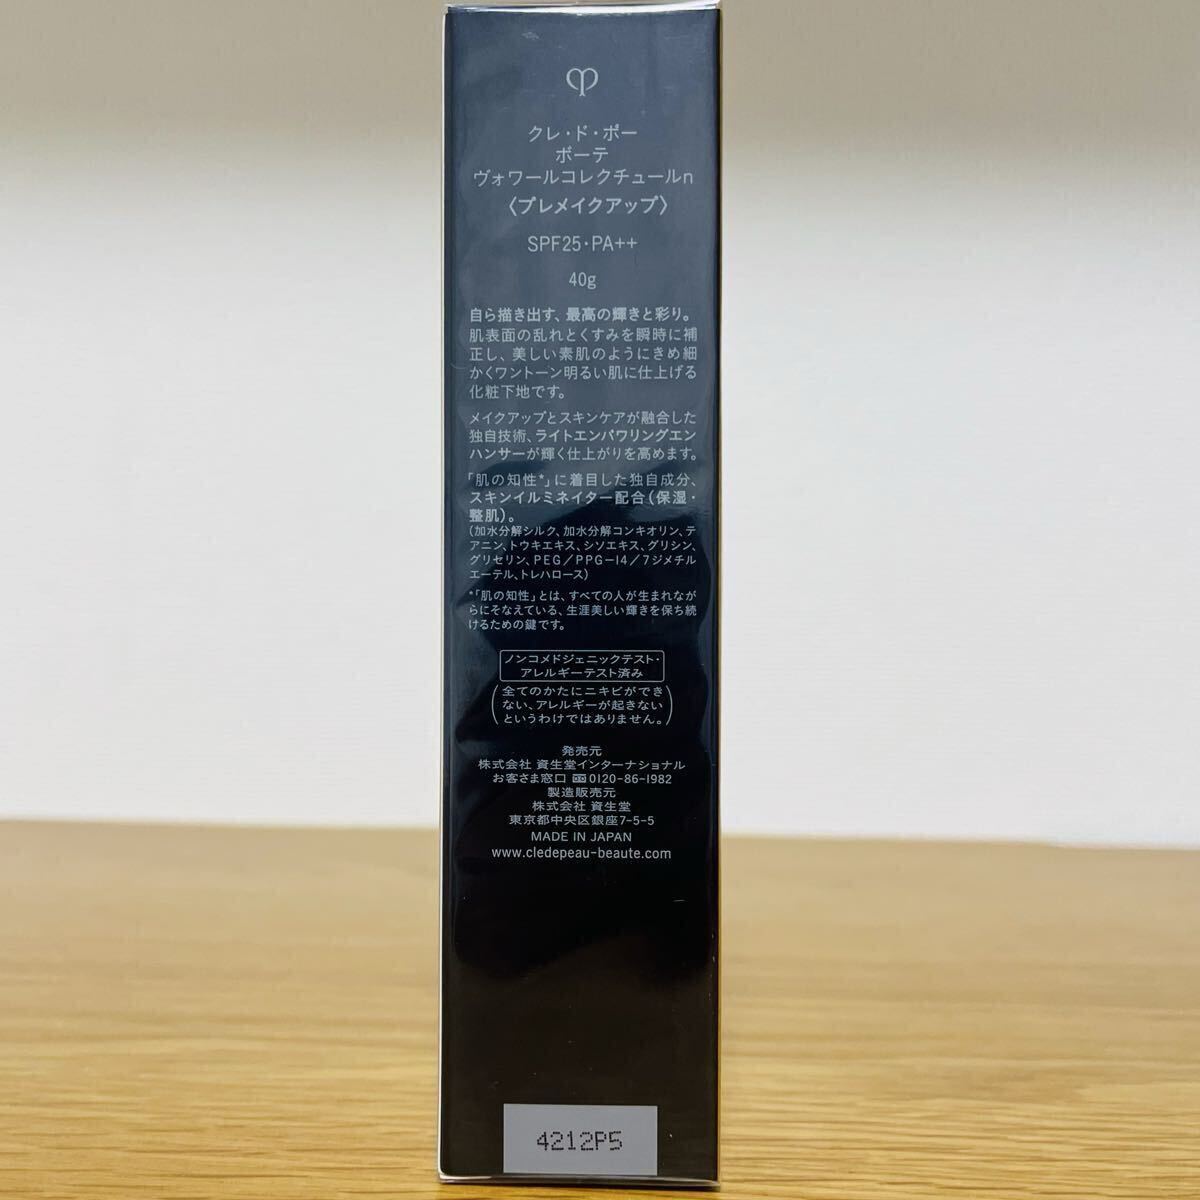 クレ・ド・ポー
ボーテ
ヴォワールコレクチュールn
〈プレメイクアップ〉
SPF25・PA++
40g
自ら描き出す、最高の輝きと彩り。
肌表面の乱れとくすみを瞬時に補
正し、美しい素肌のようにきめ細
かくワントーン明るい肌に仕上げる
化粧下地です。
メイクアップとスキンケアが融合した
独自技術、ライトエンパワリングエン
ハンサーが輝く仕上がりを高めます。
「肌の知性*」に着目した独自成分、
スキンイルミネイター配合(保湿・
整肌)。
(加水分解シルク、加水分解コンキオリン、テ
アニン、トウキエキス、シソエキス、グリシン、
グリセリン、PEG/PPG-14/7ジメチル
エーテル、トレハロース)
*「肌の知性」とは、すべての人が生まれなが
らにそなえている、生涯美しい輝きを保ち続
けるための鍵です。
ノンコメドジェニックテスト・
アレルギーテスト済み
(全てのかたにニキビができ
ない、アレルギーが起きない
というわけではありません。)
発売元
株式会社 資生堂インターナショナル
お客さま窓口 0120-86-1982
製造販売元
株式会社 資生堂
東京都中央区銀座7-5-5
MADE IN JAPAN
www.cledepeau-beaute.com
4212P5